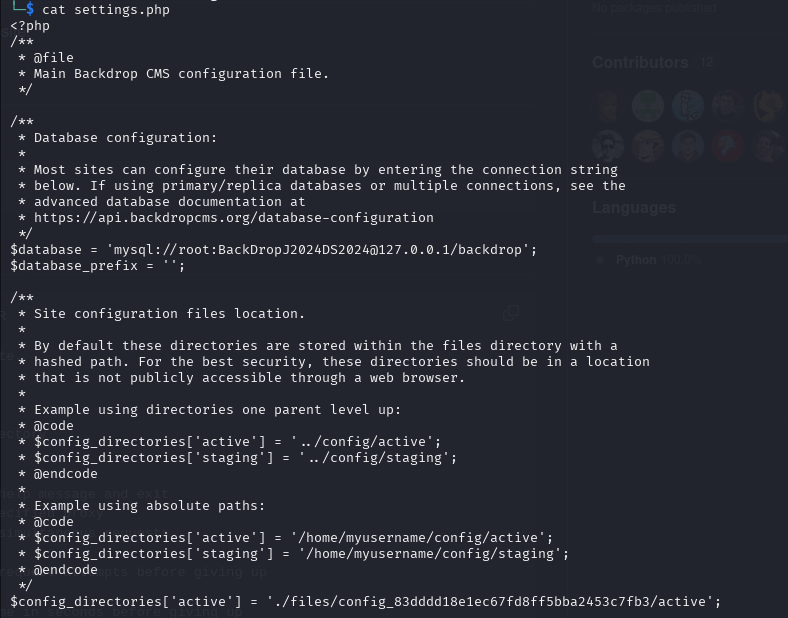 └─$ cat settings.php
<?php
/**
 * @file
 * Main Backdrop CMS configuration file.
 */

/**
 * Database configuration:
 *
 * Most sites can configure their database by entering the connection string
 * below. If using primary/replica databases or multiple connections, see the
 * advanced database documentation at
 * https://api.backdropcms.org/database-configuration
 */
$database = 'mysql://root:BackDropJ2024DS2024@127.0.0.1/backdrop';
$database_prefix = '';

/**
 * Site configuration files location.
 *
 * By default these directories are stored within the files directory with a
 * hashed path. For the best security, these directories should be in a location
 * that is not publicly accessible through a web browser.
 *
 * Example using directories one parent level up:
 * @code
 * $config_directories['active'] = '../config/active';
 * $config_directories['staging'] = '../config/staging';
 * @endcode
 *
 * Example using absolute paths:
 * @code
 * $config_directories['active'] = '/home/myusername/config/active';
 * $config_directories['staging'] = '/home/myusername/config/staging';
 * @endcode
 */
$config_directories['active'] = './files/config_83dddd18e1ec67fd8ff5bba2453c7fb3/active';
No packages published
Contributors 12
Languages
Python 100.0%